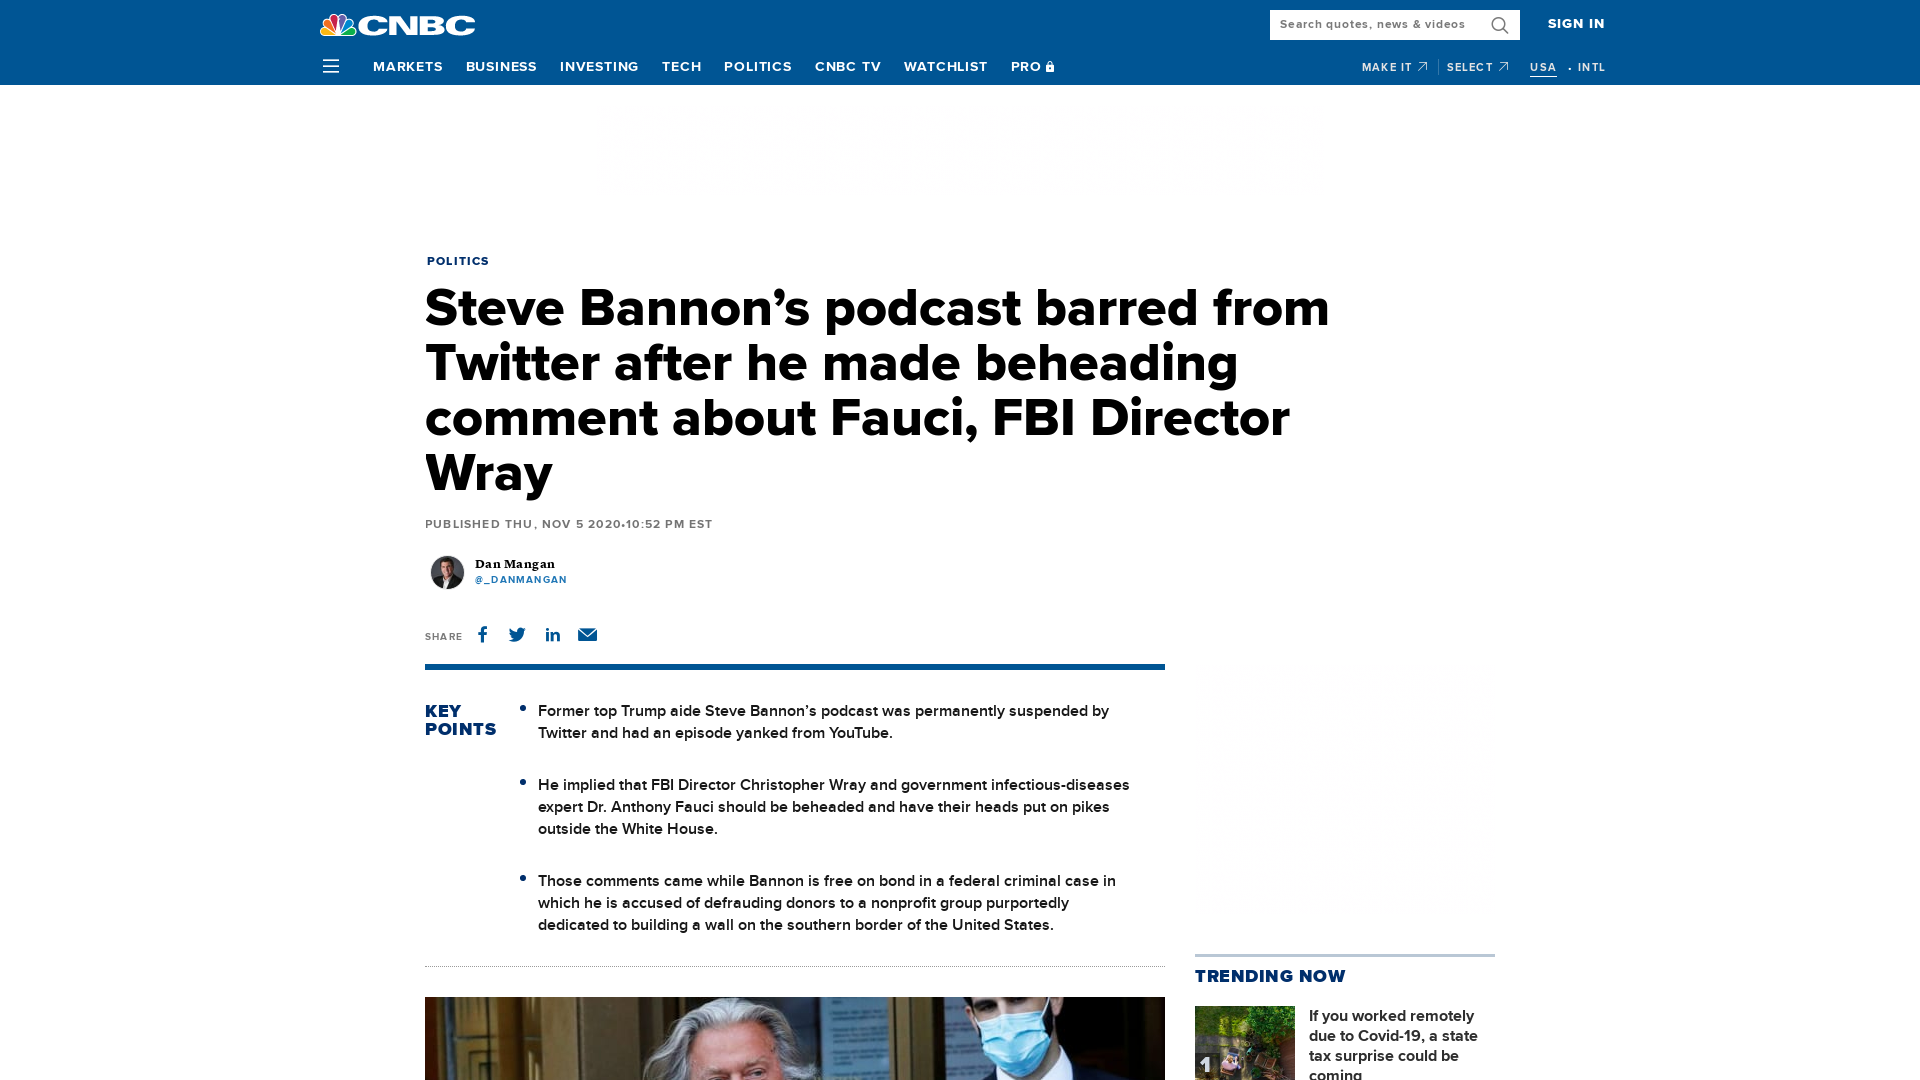 CNBC
Search quotes, news & videos
SIGN IN
MARKETS BUSINESS INVESTING TECH POLITICS CNBC TV WATCHLIST PRO
MAKE IT SELECT USA • INTL
POLITICS
Steve Bannon’s podcast barred from
Twitter after he made beheading
comment about Fauci, FBI Director
Wray
PUBLISHED THU, NOV 5 2020•10:52 PM EST
Dan Mangan
@_DANMANGAN
SHARE
KEY
POINTS
Former top Trump aide Steve Bannon’s podcast was permanently suspended by
Twitter and had an episode yanked from YouTube.
He implied that FBI Director Christopher Wray and government infectious-diseases
expert Dr. Anthony Fauci should be beheaded and have their heads put on pikes
outside the White House.
Those comments came while Bannon is free on bond in a federal criminal case in
which he is accused of defrauding donors to a nonprofit group purportedly
dedicated to building a wall on the southern border of the United States.
TRENDING NOW
1
If you worked remotely
due to Covid-19, a state
tax surprise could be
coming